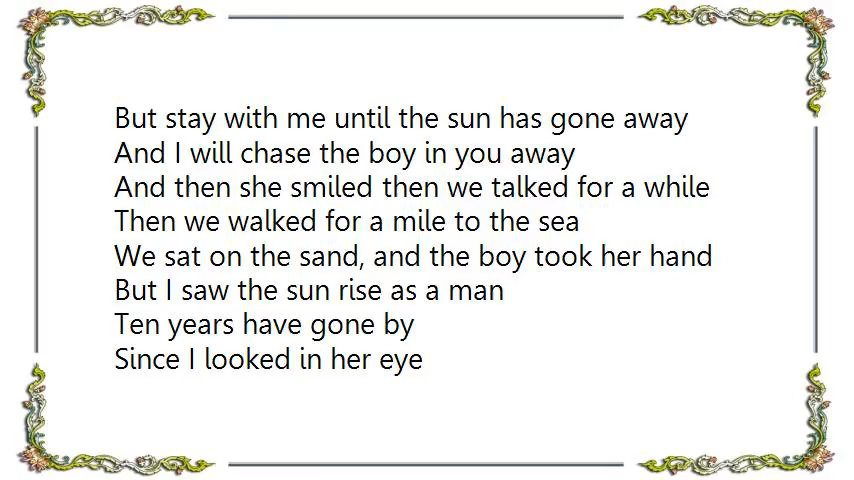 But stay with me until the sun has gone away
And I will chase the boy in you away
And then she smiled then we talked for a while
Then we walked for a mile to the sea
We sat on the sand, and the boy took her hand
But I saw the sun rise as a man
Ten years have gone by
Since I looked in her eye